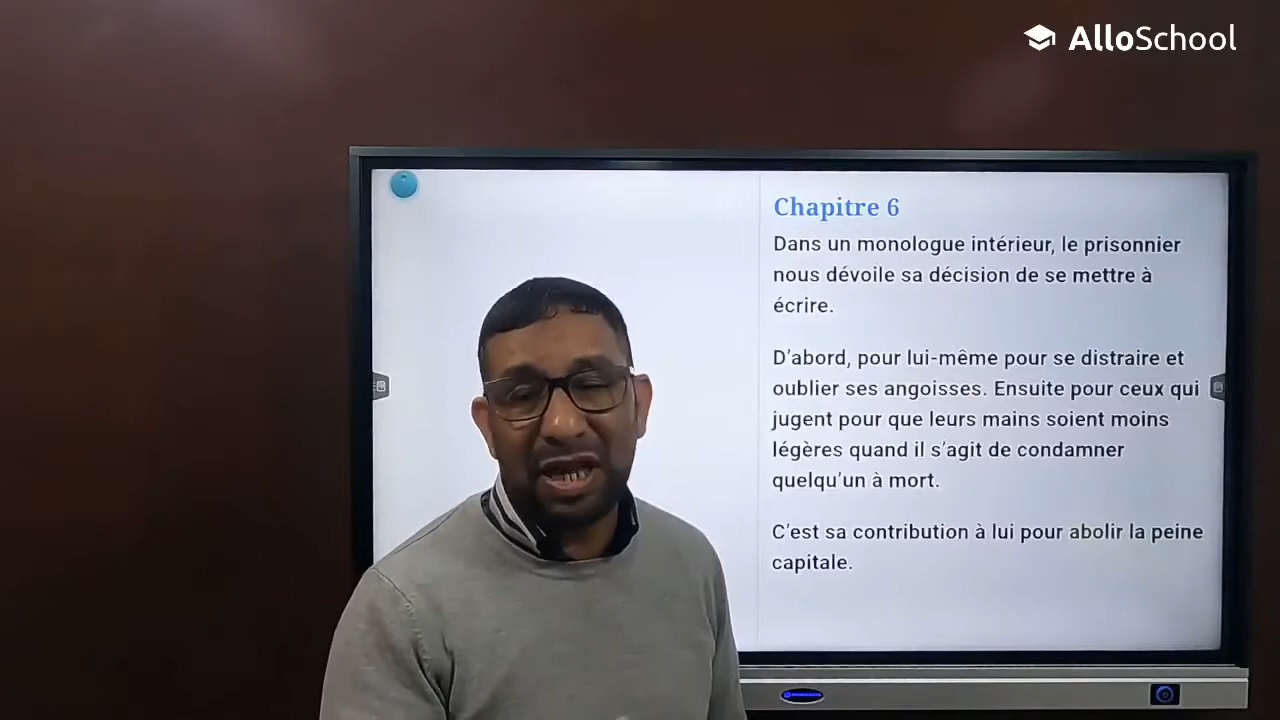 AlloSchool
Chapitre 6
Dans un monologue intérieur, le prisonnier
nous dévoile sa décision de se mettre à
écrire.
D'abord, pour lui-même pour se distraire et
oublier ses angoisses. Ensuite pour ceux qui
jugent pour que leurs mains soient moins
légères quand il s'agit de condamner
quelqu'un à mort.
C'est sa contribution à lui pour abolir la peine
capitale.